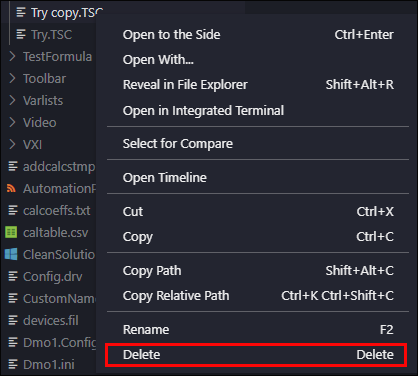 Try copy.TSC
Try.TSC
TestFormula
Toolbar
Varlists
Video
VXI
addcalcstmp
AutomationP
calcoeffs.txt
caltable.csv
CleanSolution
Config.drv
CustomName
devices.fil
Dmo1.Config
Dmo1.ini
Open to the Side Ctrl+Enter
Open With...
Reveal in File Explorer Shift+Alt+R
Open in Integrated Terminal
Select for Compare
Open Timeline
Cut Ctrl+X
Copy Ctrl+C
Copy Path Shift+Alt+C
Copy Relative Path Ctrl+K Ctrl+Shift+C
Rename F2
Delete Delete